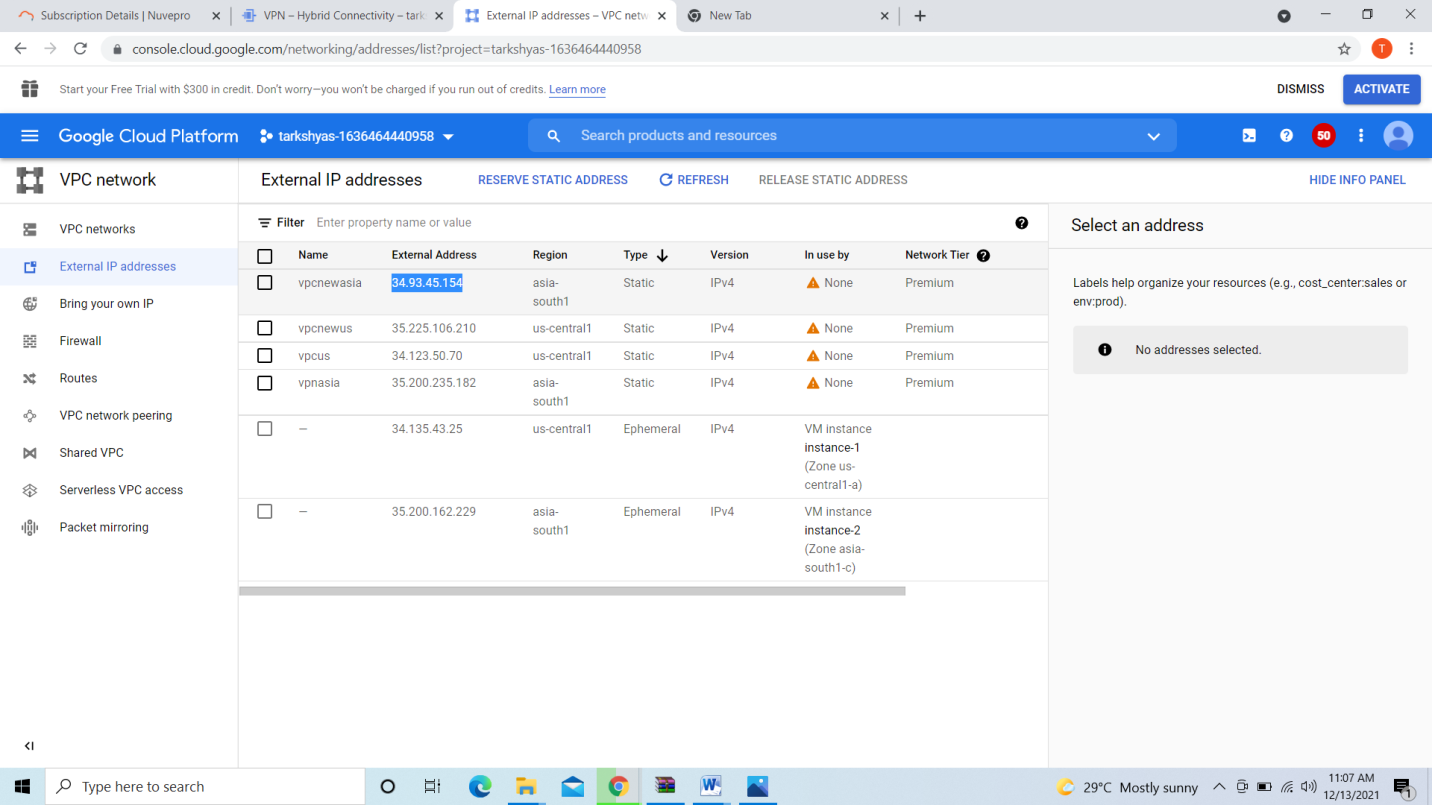 Subscription Details | Nuvepro
VPN – Hybrid Connectivity – tark
External IP addresses – VPC netw
New Tab
console.cloud.google.com/networking/addresses/list?project=tarkshyas-1636464440958
T
Start your Free Trial with $300 in credit. Don't worry—you won't be charged if you run out of credits. Learn more
DISMISS
ACTIVATE
Google Cloud Platform
tarkshyas-1636464440958
Search products and resources
50
VPC network
External IP addresses
RESERVE STATIC ADDRESS
REFRESH
RELEASE STATIC ADDRESS
HIDE INFO PANEL
VPC networks
External IP addresses
Bring your own IP
Firewall
Routes
VPC network peering
Shared VPC
Serverless VPC access
Packet mirroring
Filter Enter property name or value
Name External Address Region Type Version In use by Network Tier
vpcnewasia 34.93.45.154 asia- Static IPv4 None Premium
south1
vpcnewus 35.225.106.210 us-central1 Static IPv4 None Premium
vpcus 34.123.50.70 us-central1 Static IPv4 None Premium
vpnasia 35.200.235.182 asia- Static IPv4 None Premium
south1
— 34.135.43.25 us-central1 Ephemeral IPv4 VM instance
instance-1
(Zone us-
central1-a)
— 35.200.162.229 asia- Ephemeral IPv4 VM instance
south1 instance-2
(Zone asia-
south1-c)
Select an address
Labels help organize your resources (e.g., cost_center:sales or
env:prod).
No addresses selected.
Type here to search
29°C Mostly sunny
11:07 AM
12/13/2021
1